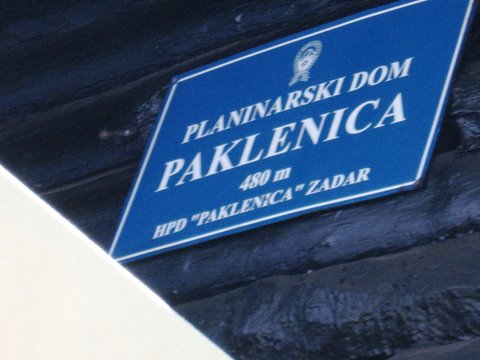 PLANINARSKI DOM
PAKLENICA
480 m
HPD "PAKLENICA" ZADAR